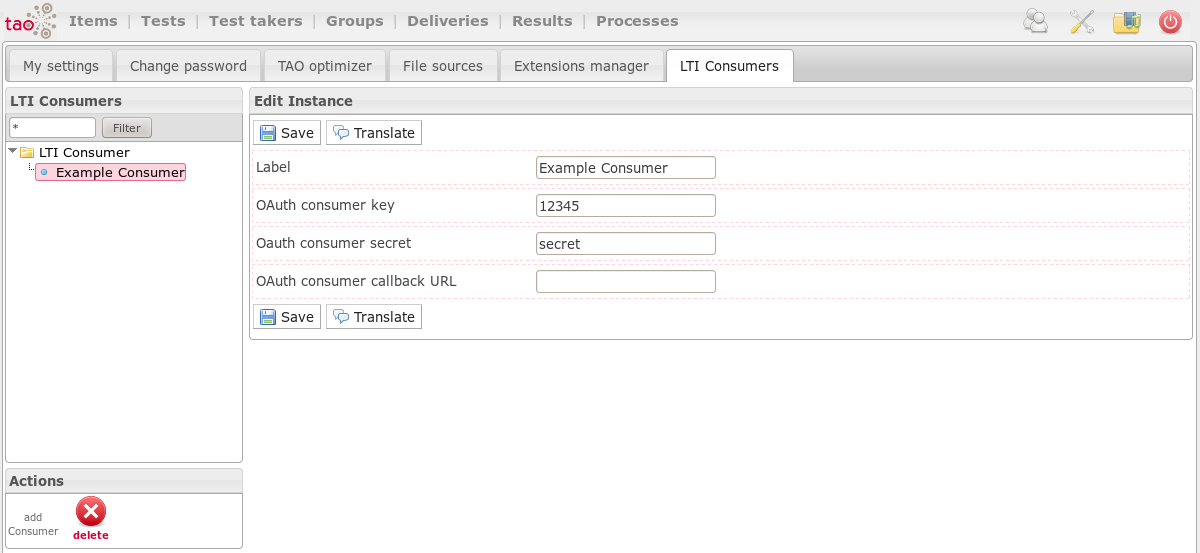 tao Items | Tests | Test takers | Groups | Deliveries | Results | Processes
My settings Change password TAO optimizer File sources Extensions manager LTI Consumers
LTI Consumers
* Filter
LTI Consumer
Example Consumer
Edit Instance
Save Translate
Label Example Consumer
OAuth consumer key 12345
Oauth consumer secret secret
OAuth consumer callback URL
Save Translate
Actions
add
Consumer
delete